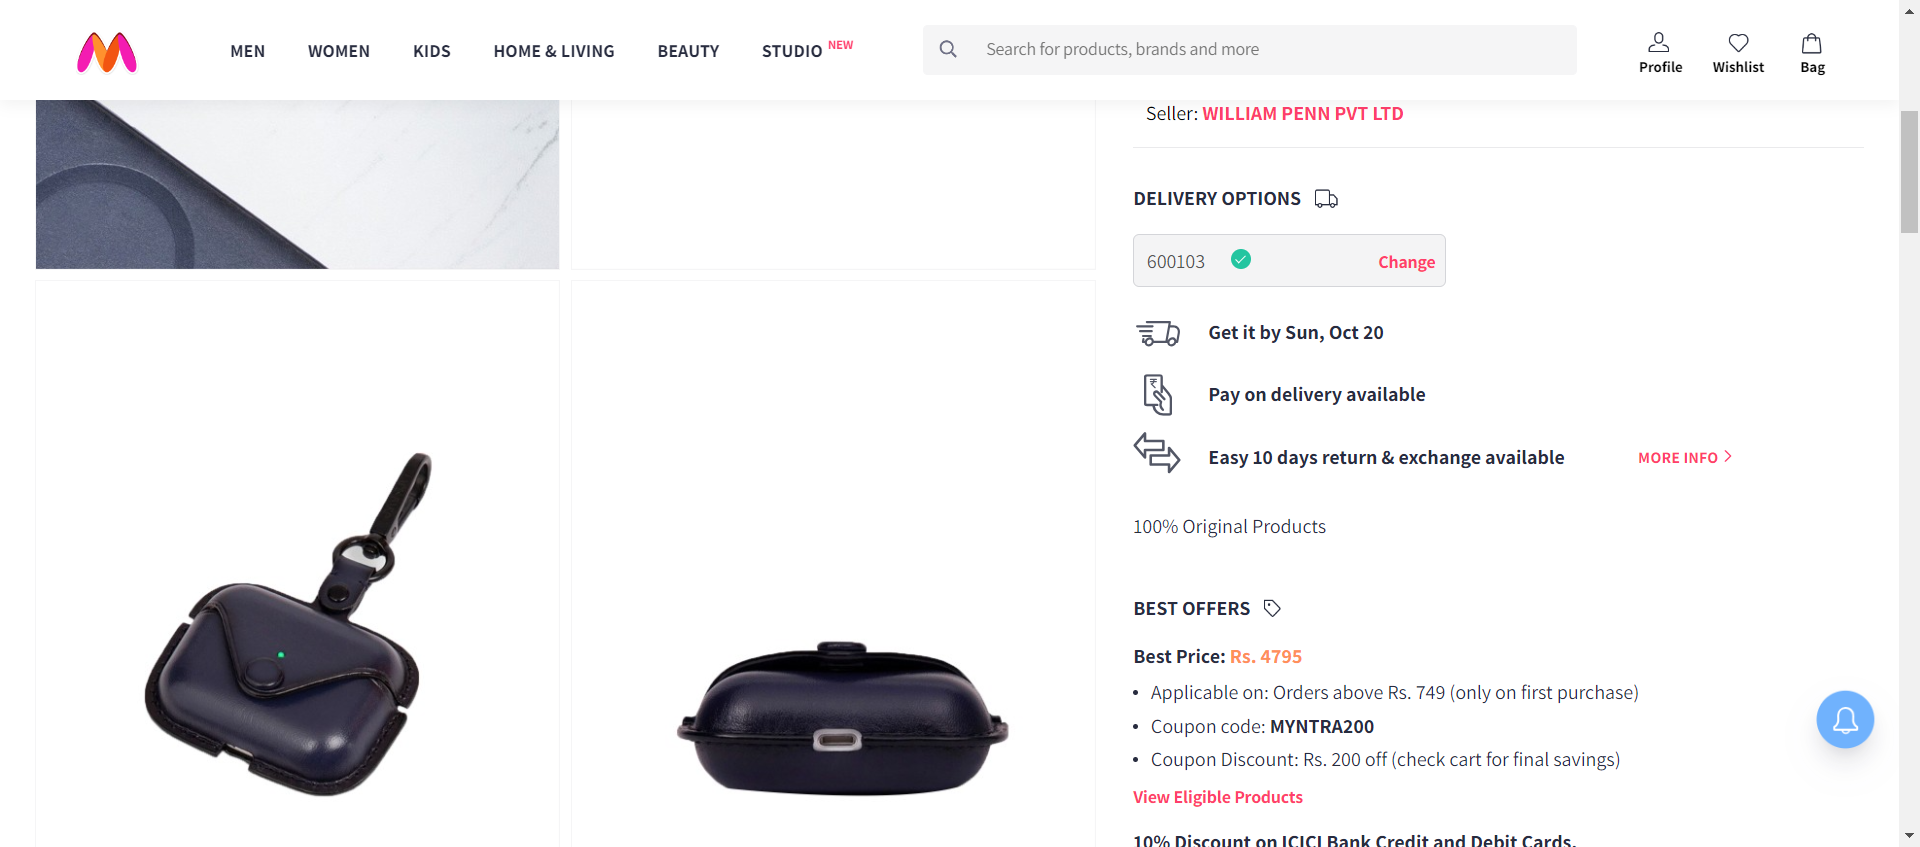 MEN WOMEN KIDS HOME & LIVING BEAUTY STUDIO NEW Search for products, brands and more Profile Wishlist Bag
Seller: WILLIAM PENN PVT LTD
DELIVERY OPTIONS
600103 Change
Get it by Sun, Oct 20
Pay on delivery available
Easy 10 days return & exchange available MORE INFO
100% Original Products
BEST OFFERS
Best Price: Rs. 4795
• Applicable on: Orders above Rs. 749 (only on first purchase)
• Coupon code: MYNTRA200
• Coupon Discount: Rs. 200 off (check cart for final savings)
View Eligible Products
10% Discount on ICICI Bank Credit and Debit Cards.